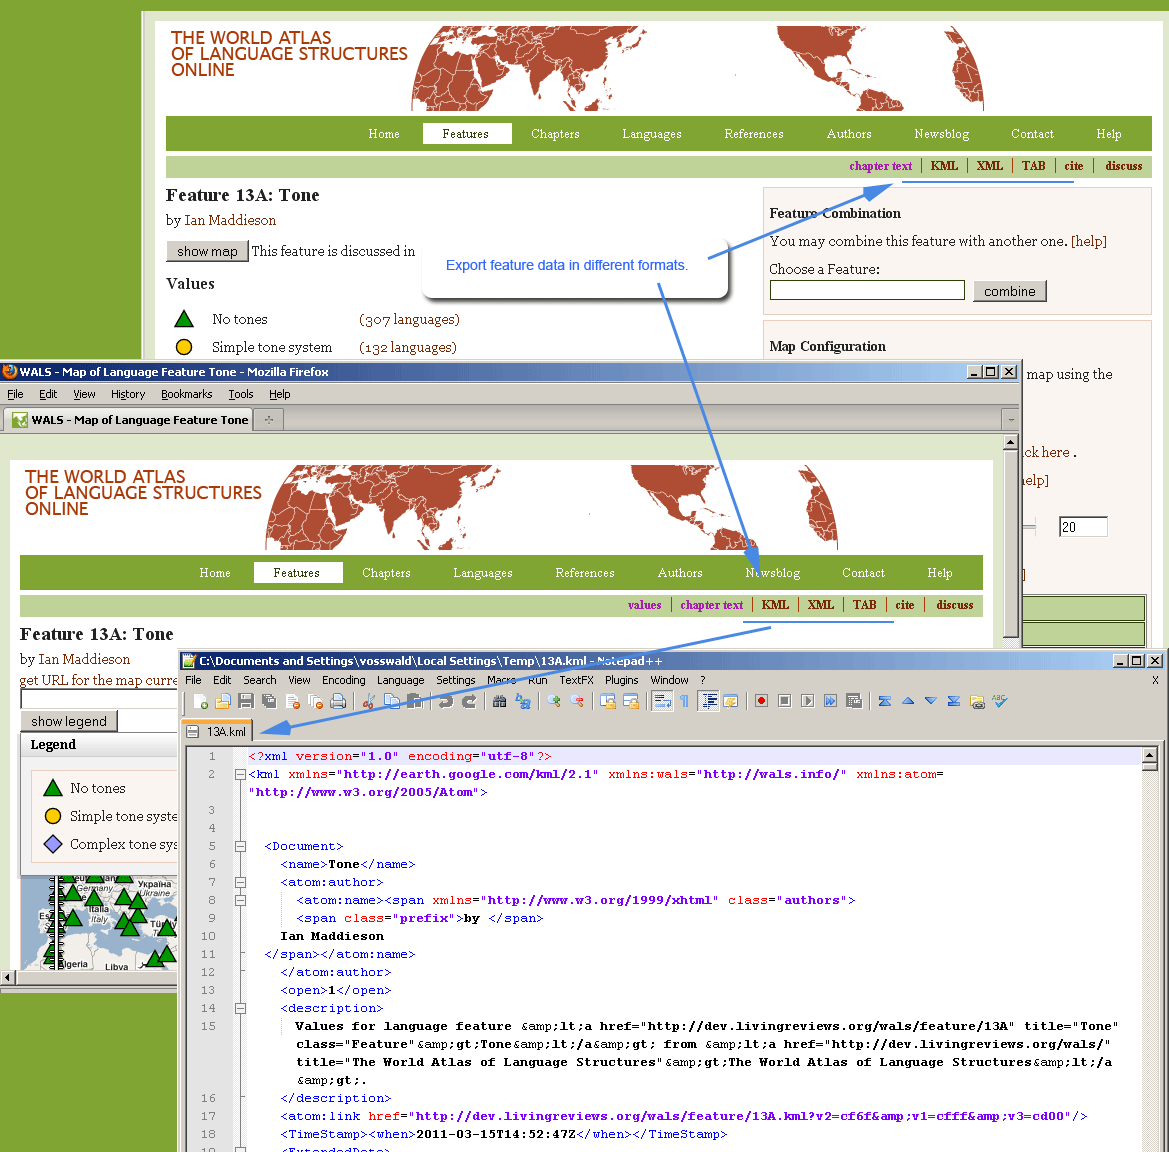 THE WORLD ATLAS
OF LANGUAGE STRUCTURES
ONLINE
Home Features Chapters Languages References Authors Newsblog Contact Help
chapter text | KML | XML | TAB | cite | discuss
Feature 13A: Tone
by Ian Maddieson
show map This feature is discussed in
Values
No tones (307 languages)
Simple tone system (132 languages)
Export feature data in different formats.
Feature Combination
You may combine this feature with another one. [help]
Choose a Feature:
combine
Map Configuration
map using the
ck here .
elp]
20
]
WALS - Map of Language Feature Tone - Mozilla Firefox
File Edit View History Bookmarks Tools Help
WALS - Map of Language Feature Tone
THE WORLD ATLAS
OF LANGUAGE STRUCTURES
ONLINE
Home Features Chapters Languages References Authors Newsblog Contact Help
values | chapter text | KML | XML | TAB | cite | discuss
Feature 13A: Tone
by Ian Maddieson
get URL for the map curre
show legend
Legend
No tones
Simple tone syste
Complex tone sys
Germany
Україна
Ukraine
Italia
Italy
Es
Tür
lgeria
Libya
C:\Documents and Settings\vosswald\Local Settings\Temp\13A.kml - Notepad++
File Edit Search View Encoding Language Settings Macro Run TextFX Plugins Window ? X
13A.kml
1 <?xml version="1.0" encoding="utf-8"?>
2 <kml xmlns="http://earth.google.com/kml/2.1" xmlns:wals="http://wals.info/" xmlns:atom=
"http://www.w3.org/2005/Atom">
3
4
5 <Document>
6 <name>Tone</name>
7 <atom:author>
8 <atom:name><span xmlns="http://www.w3.org/1999/xhtml" class="authors">
9 <span class="prefix">by </span>
10 Ian Maddieson
11 </span></atom:name>
12 </atom:author>
13 <open>1</open>
14 <description>
15 Values for language feature &amp;lt;a href="http://dev.livingreviews.org/wals/feature/13A" title="Tone"
class="Feature"&amp;gt;Tone&amp;lt;/a&amp;gt; from &amp;lt;a href="http://dev.livingreviews.org/wals/"
title="The World Atlas of Language Structures"&amp;gt;The World Atlas of Language Structures&amp;lt;/a
&amp;gt;.
16 </description>
17 <atom:link href="http://dev.livingreviews.org/wals/feature/13A.kml?v2=cf6f&amp;v1=cfff&amp;v3=cd00"/>
18 <TimeStamp><when>2011-03-15T14:52:47Z</when></TimeStamp>
19 <ExtendedData>